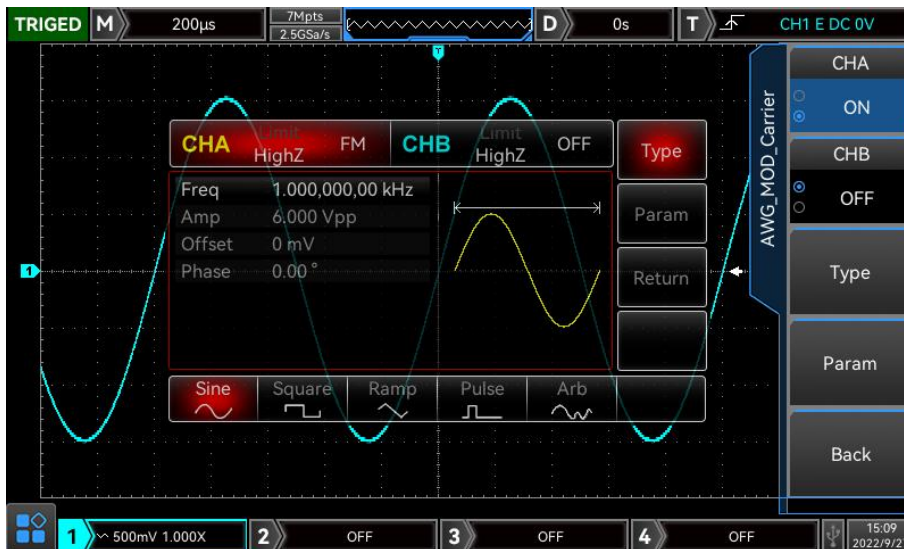 TRIGED M 200μs 7Mpts D 0s T CH1 E DC 0V
2.5GSa/s
T
CHA
ON
CHB
OFF
Type
Param
Back
AWG_MOD_Carrier
CHA Limit HighZ FM CHB Limit HighZ OFF
Type
Param
Return
Freq 1.000,000,00 kHz
Amp 6.000 Vpp
Offset 0 mV
Phase 0.00 °
1
Sine Square Ramp Pulse Arb
1 500mV 1.000X 2 OFF 3 OFF 4 OFF 15:09